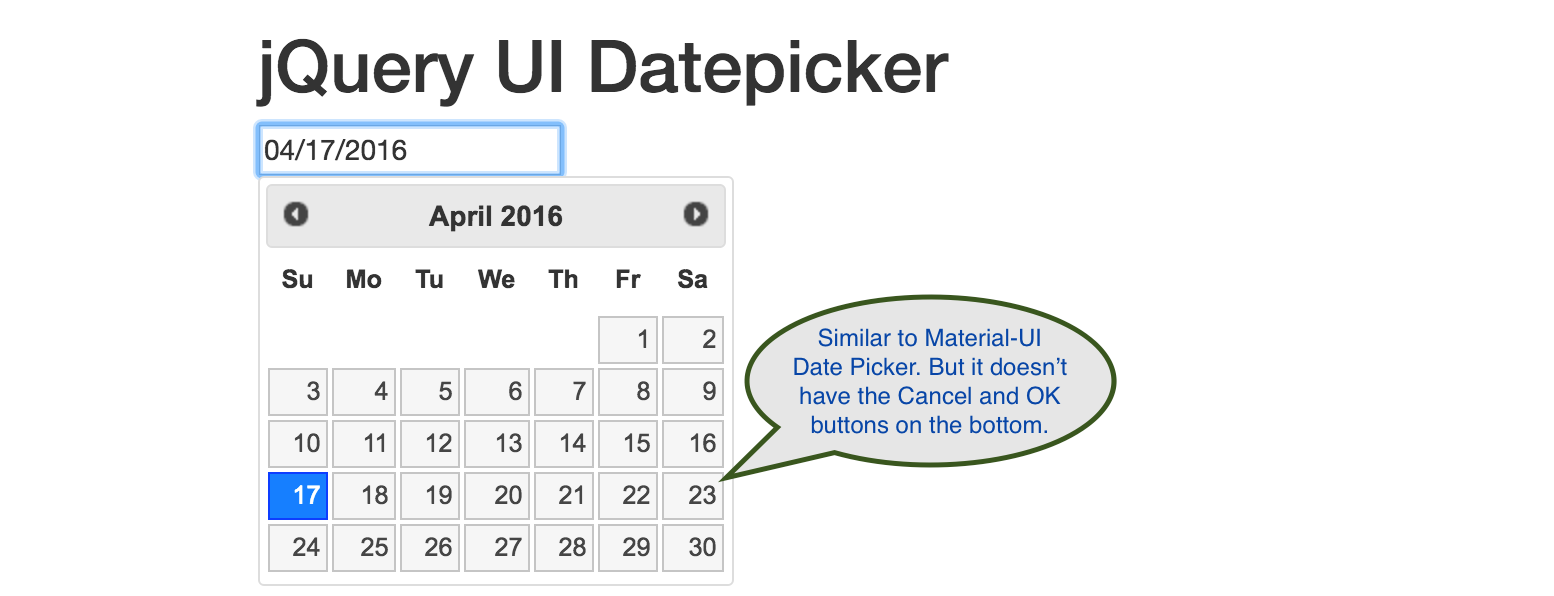 jQuery UI Datepicker
04/17/2016
April 2016
Su Mo Tu We Th Fr Sa
1 2
3 4 5 6 7 8 9
10 11 12 13 14 15 16
17 18 19 20 21 22 23
24 25 26 27 28 29 30
Similar to Material-UI
Date Picker. But it doesn’t
have the Cancel and OK
buttons on the bottom.